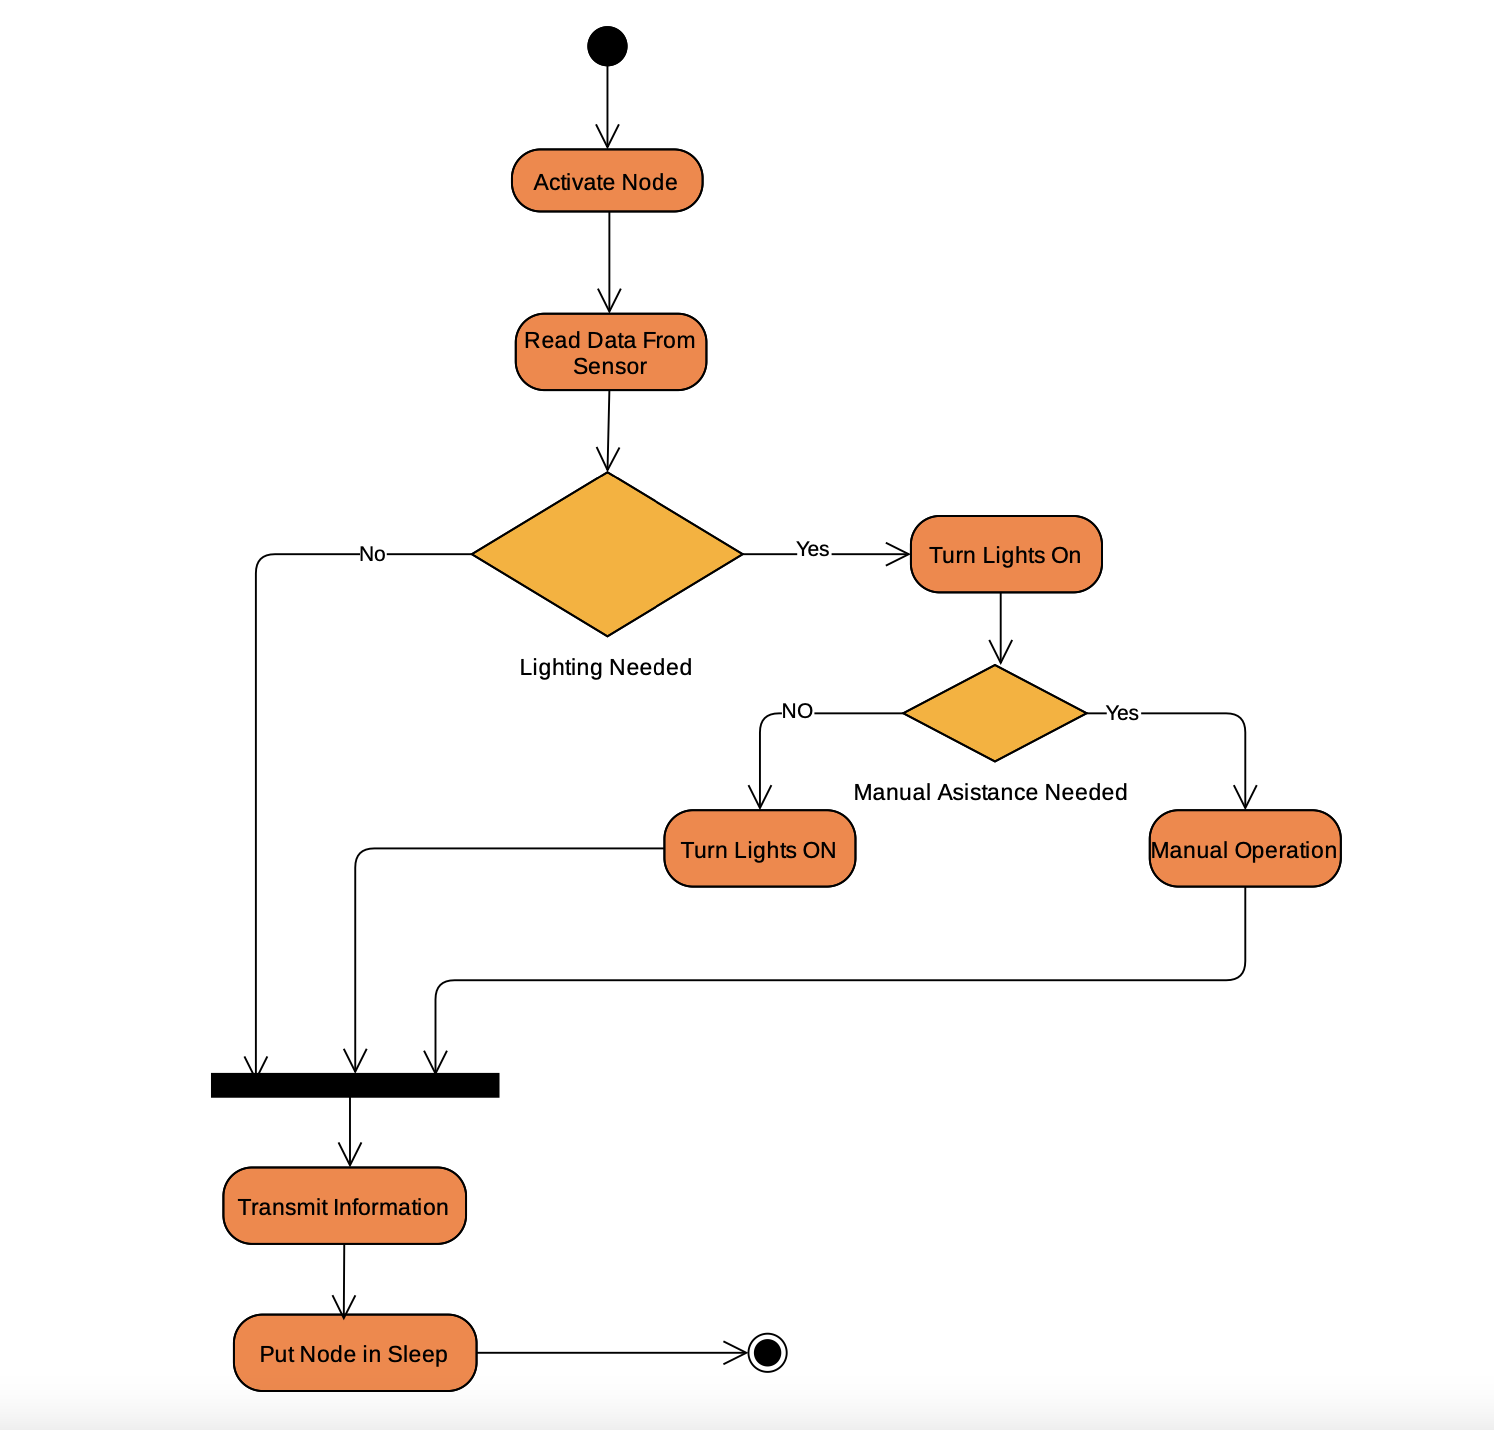 Activate Node
Read Data From
Sensor
No
Yes
Turn Lights On
Lighting Needed
NO
Yes
Manual Asistance Needed
Turn Lights ON
Manual Operation
Transmit Information
Put Node in Sleep